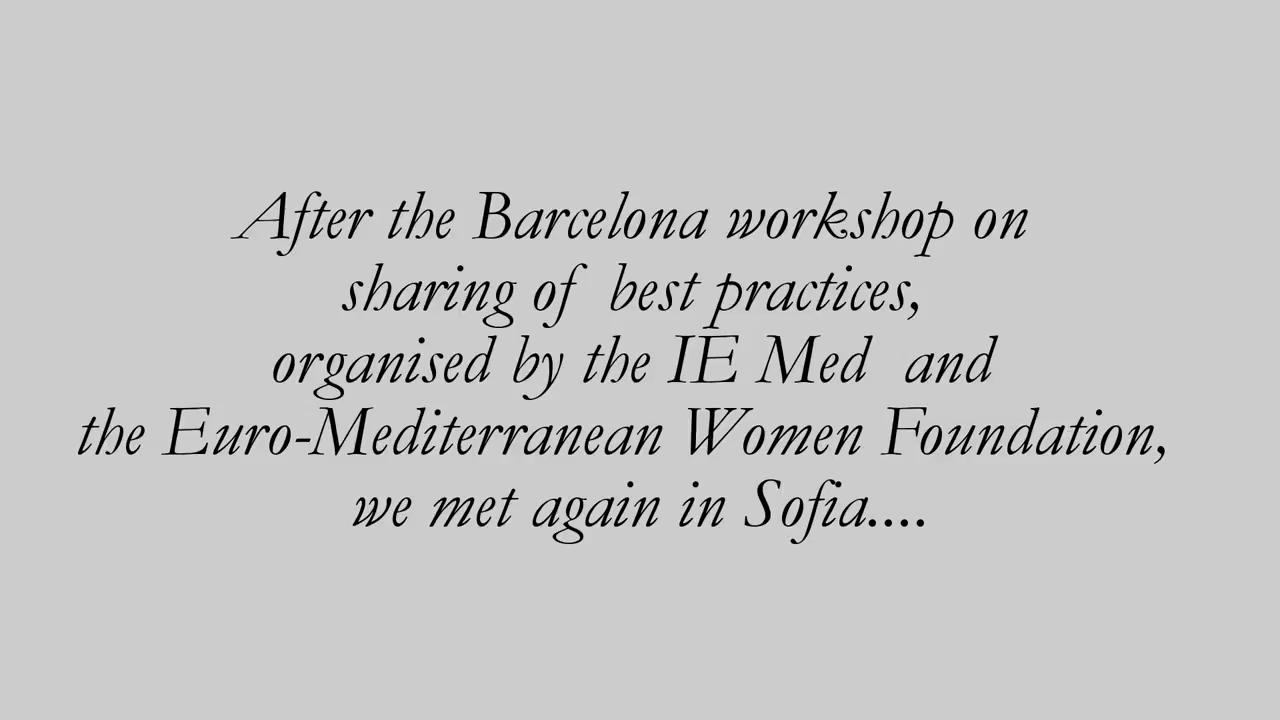 After the Barcelona workshop on
sharing of  best practices,
organised by the IE Med  and
the Euro-Mediterranean Women Foundation,
we met again in Sofia....